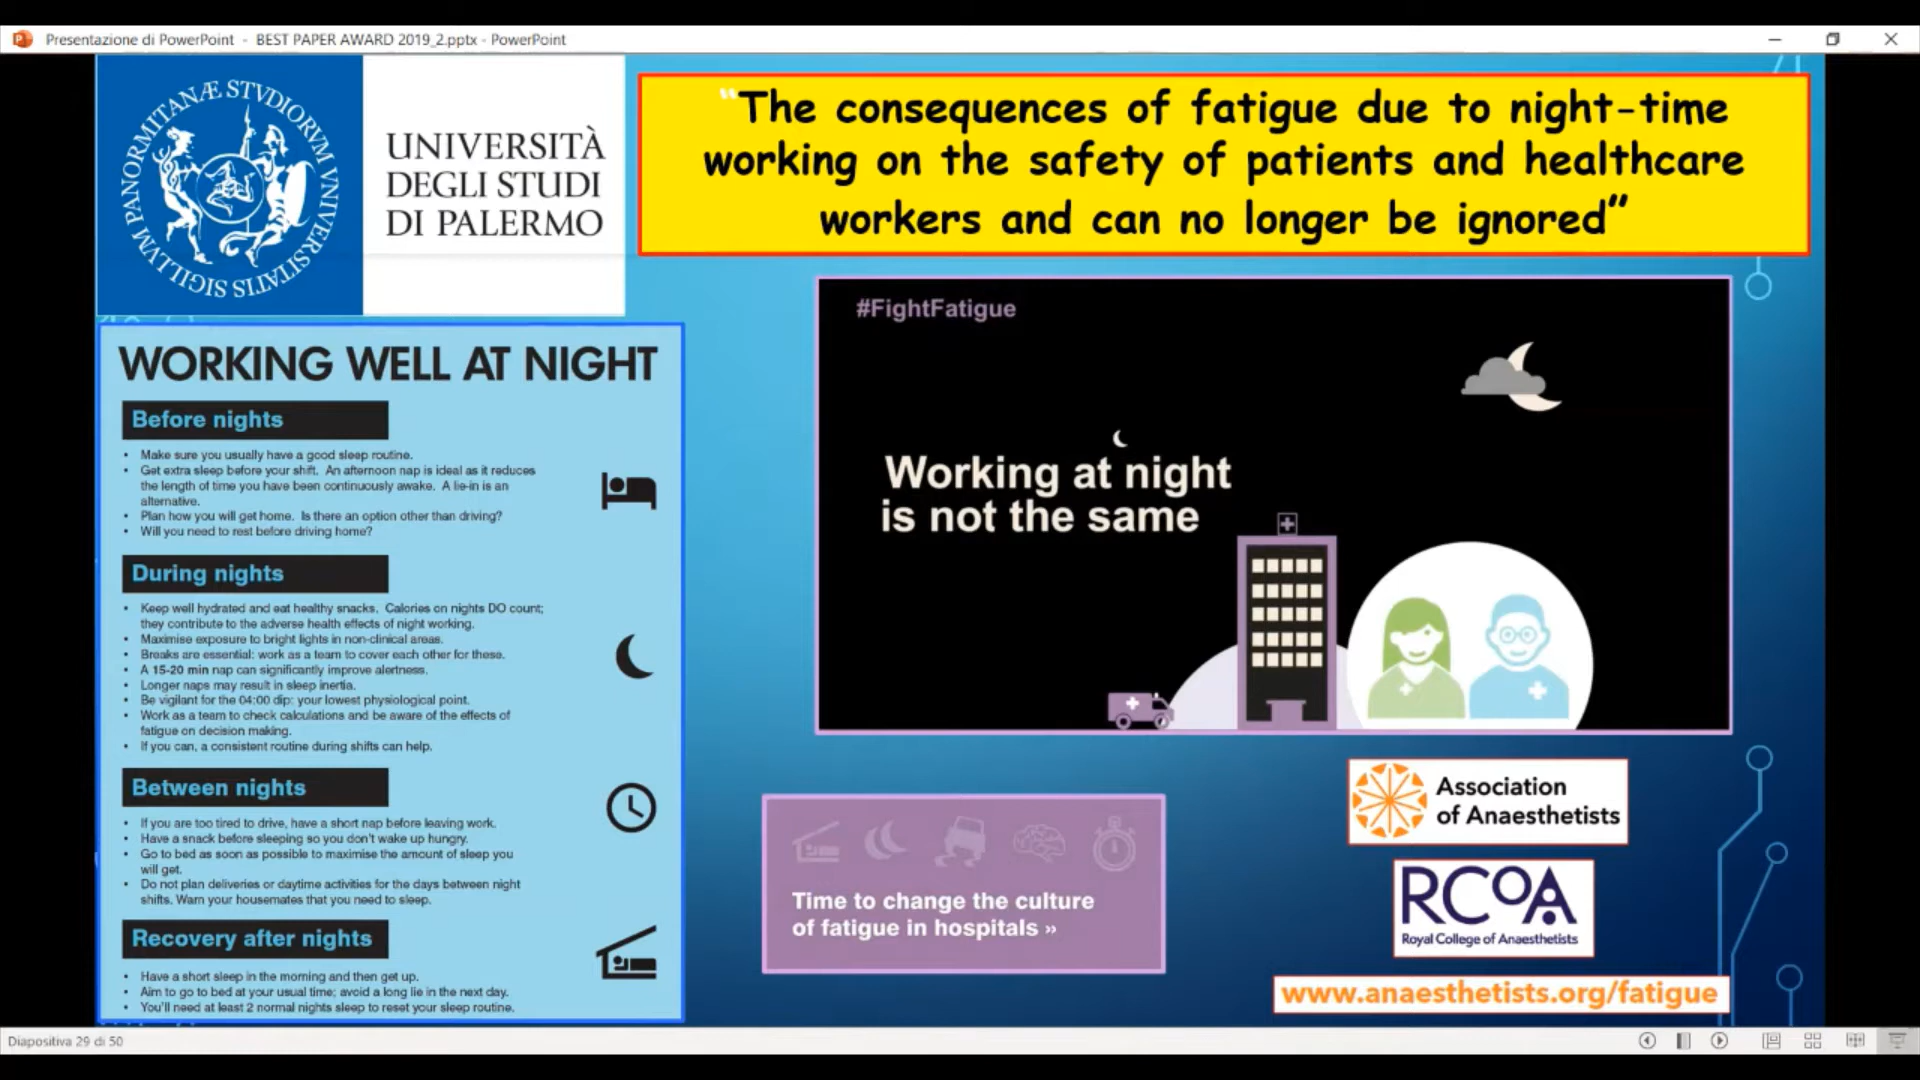 Presentazione di PowerPoint - BEST PAPER AWARD 2019_2.pptx - PowerPoint
SIGILLVM PANORMITANÆ STVDIORVM VNIVERSITATIS
UNIVERSITÀ
DEGLI STUDI
DI PALERMO
"The consequences of fatigue due to night-time
working on the safety of patients and healthcare
workers and can no longer be ignored"
WORKING WELL AT NIGHT
Before nights
• Make sure you usually have a good sleep routine.
• Get extra sleep before your shift. An afternoon nap is ideal as it reduces
the length of time you have been continuously awake. A lie-in is an
alternative.
• Plan how you will get home. Is there an option other than driving?
• Will you need to rest before driving home?
During nights
• Keep well hydrated and eat healthy snacks. Calories on nights DO count;
they contribute to the adverse health effects of night working.
• Maximise exposure to bright lights in non-clinical areas.
• Breaks are essential: work as a team to cover each other for these.
• A 15-20 min nap can significantly improve alertness.
• Longer naps may result in sleep inertia.
• Be vigilant for the 04:00 dip: your lowest physiological point.
• Work as a team to check calculations and be aware of the effects of
fatigue on decision making.
• If you can, a consistent routine during shifts can help.
Between nights
• If you are too tired to drive, have a short nap before leaving work.
• Have a snack before sleeping so you don't wake up hungry.
• Go to bed as soon as possible to maximise the amount of sleep you
will get.
• Do not plan deliveries or daytime activities for the days between night
shifts. Warn your housemates that you need to sleep.
Recovery after nights
• Have a short sleep in the morning and then get up.
• Aim to go to bed at your usual time; avoid a long lie in the next day.
• You'll need at least 2 normal nights sleep to reset your sleep routine.
#FightFatigue
Working at night
is not the same
Time to change the culture
of fatigue in hospitals »
Association
of Anaesthetists
RCOA
Royal College of Anaesthetists
www.anaesthetists.org/fatigue
Diapositiva 29 di 50